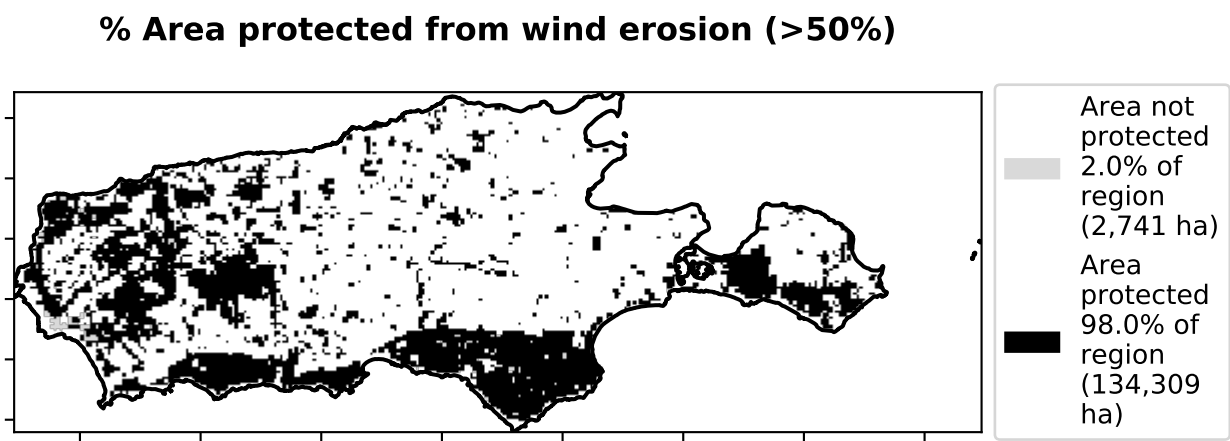 % Area protected from wind erosion (>50%)
Area not
protected
2.0% of
region
(2,741 ha)
Area
protected
98.0% of
region
(134,309
ha)